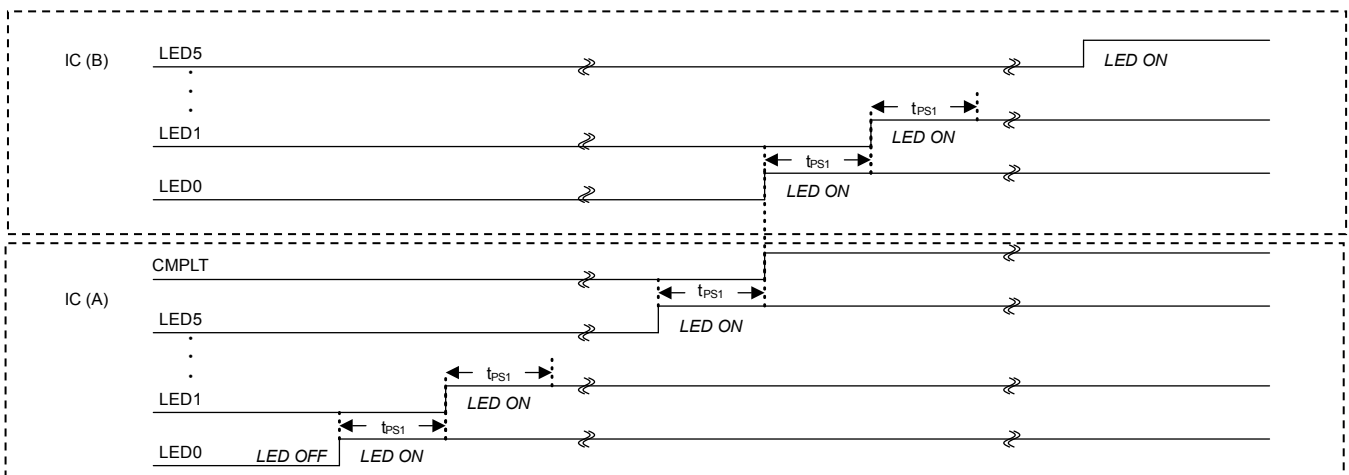 IC (B)
LED5
LED ON
tPS1
LED1
LED ON
tPS1
LED0
LED ON
CMPLT
IC (A)
tPS1
LED5
LED ON
tPS1
LED1
LED ON
tPS1
LED0
LED OFF
LED ON